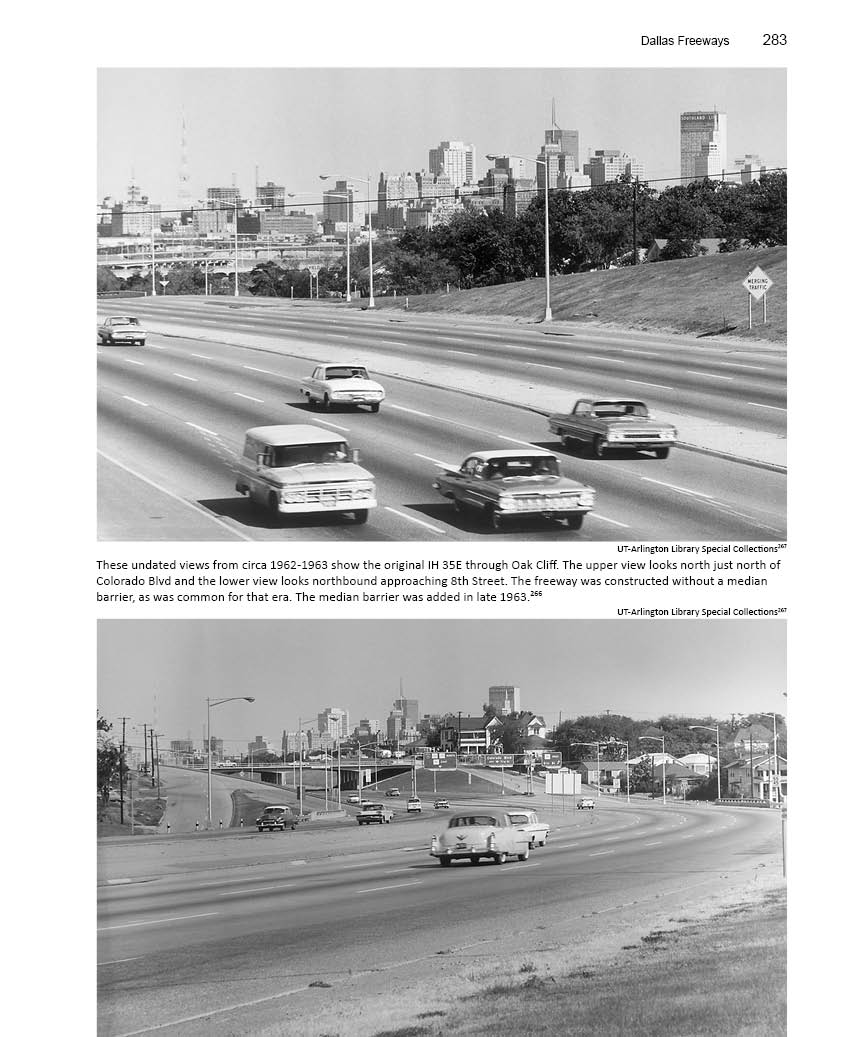 Dallas Freeways 283
SOUTHLAND LIFE
MERGING
TRAFFIC
UT-Arlington Library Special Collections267
These undated views from circa 1962-1963 show the original IH 35E through Oak Cliff. The upper view looks north just north of
Colorado Blvd and the lower view looks northbound approaching 8th Street. The freeway was constructed without a median
barrier, as was common for that era. The median barrier was added in late 1963.266
UT-Arlington Library Special Collections267
Colorado Blvd